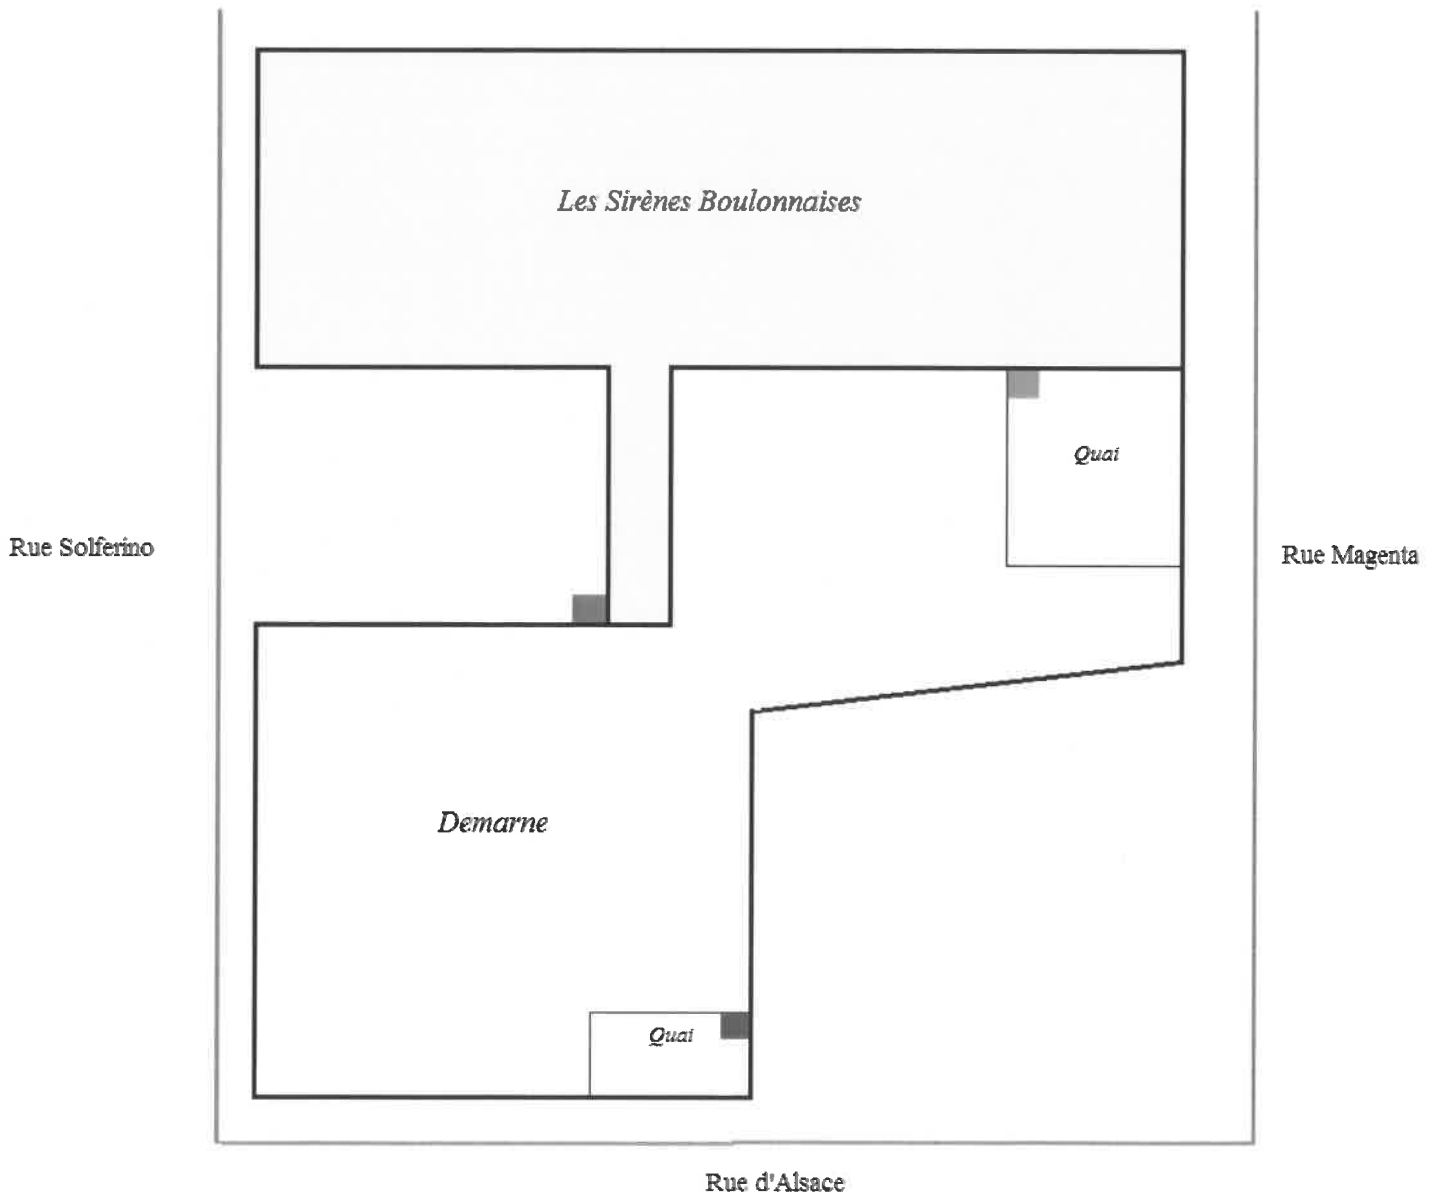 Les Sirènes Boulonnaises
Quai
Rue Solferino
Rue Magenta
Demarne
Quai
Rue d'Alsace